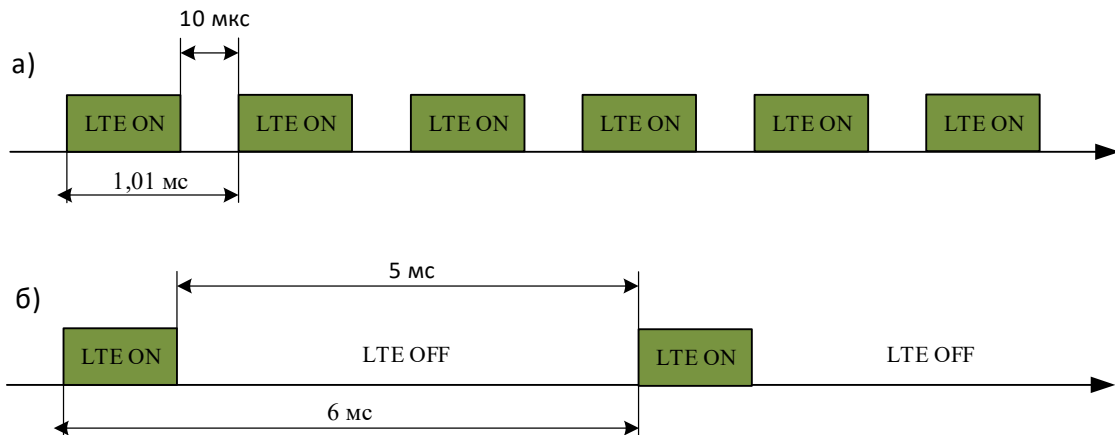 10 мкс
а)
LTE ON LTE ON LTE ON LTE ON LTE ON LTE ON
1,01 мс
5 мс
б)
LTE ON LTE OFF LTE ON LTE OFF
6 мс